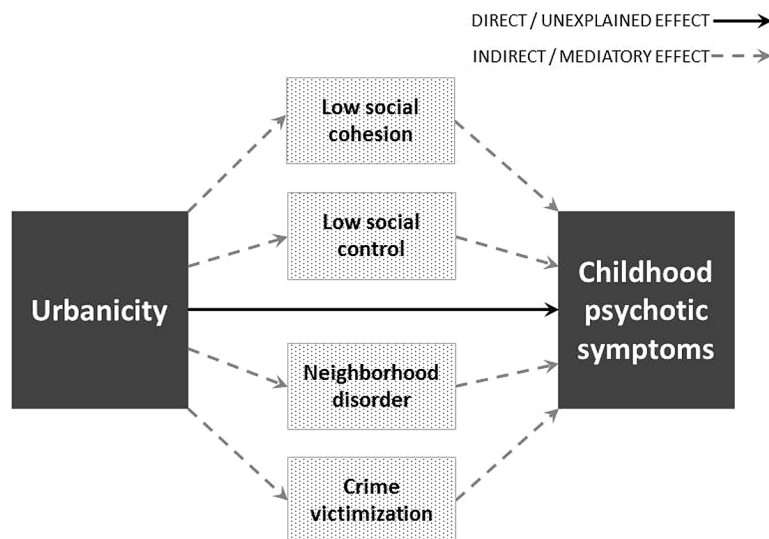 DIRECT / UNEXPLAINED EFFECT
INDIRECT / MEDIATORY EFFECT
Low social
cohesion
Low social
control
Urbanicity
Childhood
psychotic
symptoms
Neighborhood
disorder
Crime
victimization